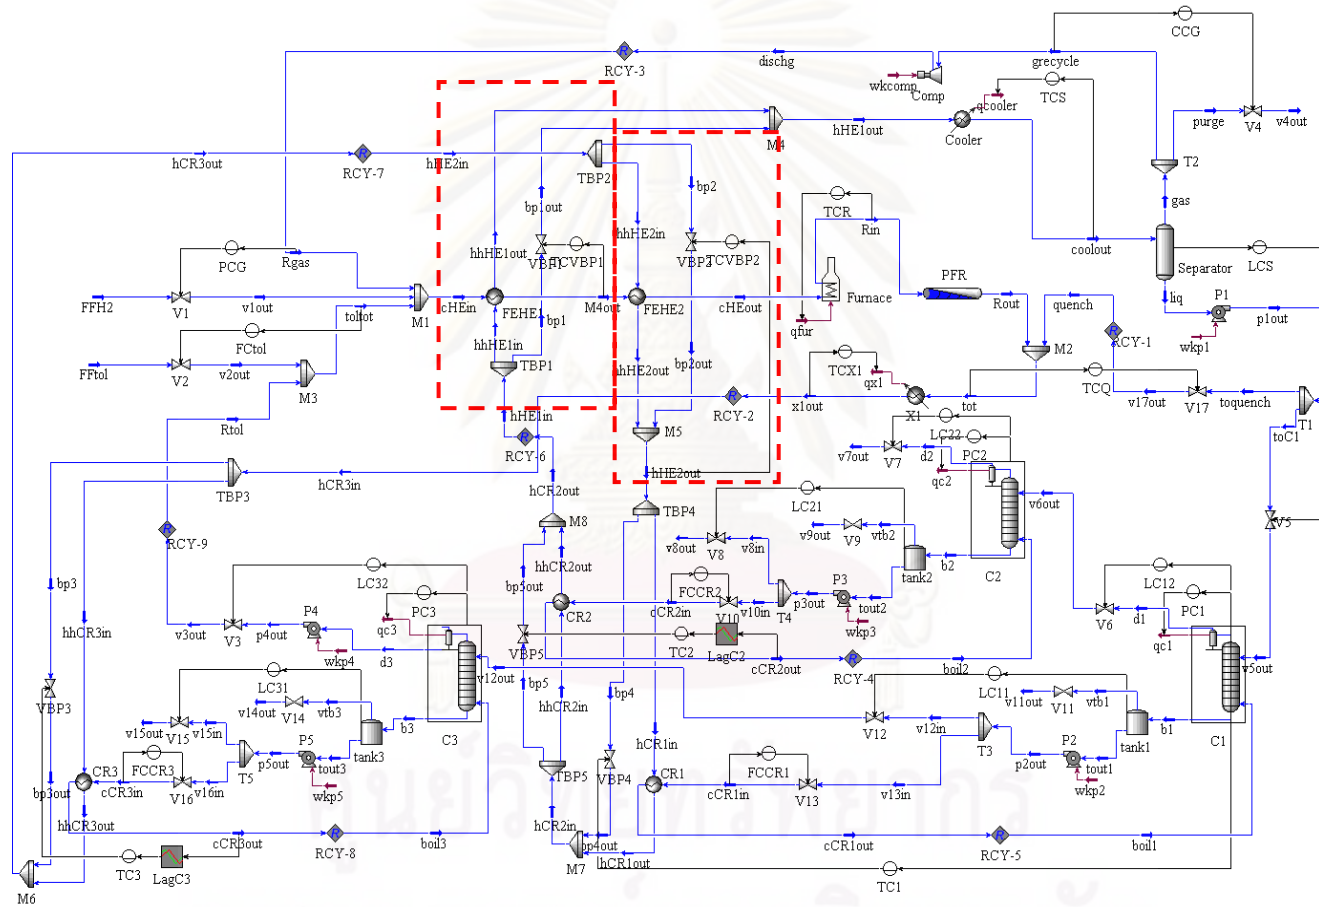 CCG
RCY-3
dischg
grecycle
wkcomp
Comp
qcooler
TCS
purge
V4
v4out
hCR3out
RCY-7
hHE2in
TBP2
M4
hHE1out
Cooler
T2
bp2
gas
bp1out
TCR
Rin
hhHE2in
hhHE1out
PCG
Rgas
TCVBP1
TCVBP2
coolout
LCS
Separator
PFR
Furnace
FFH2
V1
v1out
M1
cHEin
FEHE1
M4out
FEHE2
cHEout
Rout
quench
liq
P1
p1out
toltot
bp1
qfur
FCtol
hhHE1in
wkp1
FFtol
V2
v2out
M3
TBP1
hhHE2out
bp2out
TCX1
M2
RCY-1
qx1
TCQ
x1out
X1
tot
v17out
V17
toquench
T1
Rtol
hHE1in
RCY-2
toC1
LC22
M5
RCY-6
v7out
V7
d2
PC2
qc2
hHE2out
TBP3
hCR3in
hCR2out
LC21
v6out
TBP4
M8
v9out
V9
vtb2
V5
RCY-9
v8out
V8
v8in
tank2
b2
C2
bp3
LC32
hhCR2out
bp5out
FCCR2
P3
LC12
PC1
hhCR3in
PC3
CR2
cCR2in
V10
v10in
T4
p3out
tout2
V6
d1
v3out
V3
p4out
P4
qc3
wkp3
qc1
wkp4
d3
VBP5
TC2
LagC2
cCR2out
v5out
LC31
v12out
RCY-4
boil2
LC11
VBP3
bp5
bp4
v14out
V14
vtb3
hhCR2in
v11out
V11
vtb1
v15out
V15
v15in
b3
C3
V12
v12in
b1
C1
tank3
hCR1in
T3
tank1
FCCR3
P5
p5out
T5
tout3
TBP5
VBP4
CR1
FCCR1
P2
p2out
tout1
CR3
cCR3in
V16
v16in
wkp5
cCR1in
V13
v13in
wkp2
bp3out
hhCR3out
hCR2in
cCR3out
RCY-8
boil3
bp4out
cCR1out
RCY-5
boil1
M7
hCR1out
TC3
LagC3
TC1
M6